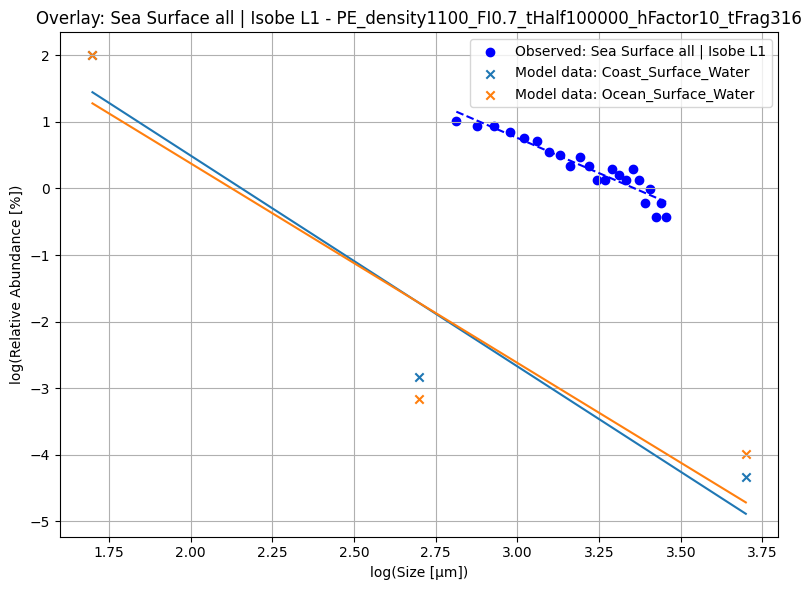 Overlay: Sea Surface all | Isobe L1 - PE_density1100_FI0.7_tHalf100000_hFactor10_tFrag316
Observed: Sea Surface all | Isobe L1
Model data: Coast_Surface_Water
Model data: Ocean_Surface_Water
log(Relative Abundance [%])
2
1
0
−1
−2
−3
−4
−5
1.75
2.00
2.25
2.50
2.75
3.00
3.25
3.50
3.75
log(Size [μm])